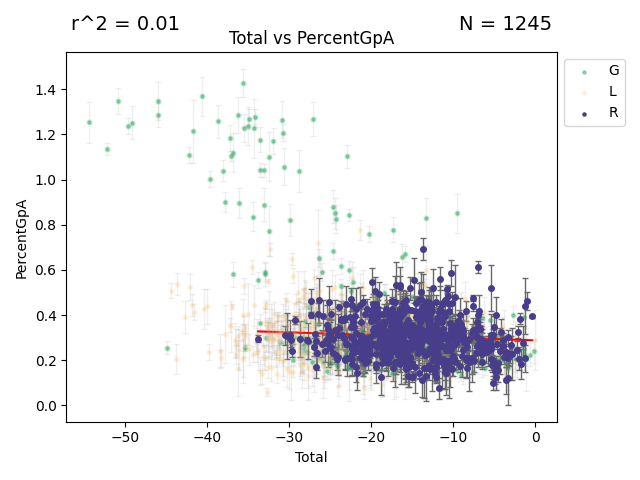 r^2 = 0.01 N = 1245
Total vs PercentGpA
G
L
R
PercentGpA
1.4
1.2
1.0
0.8
0.6
0.4
0.2
0.0
−50 −40 −30 −20 −10 0
Total